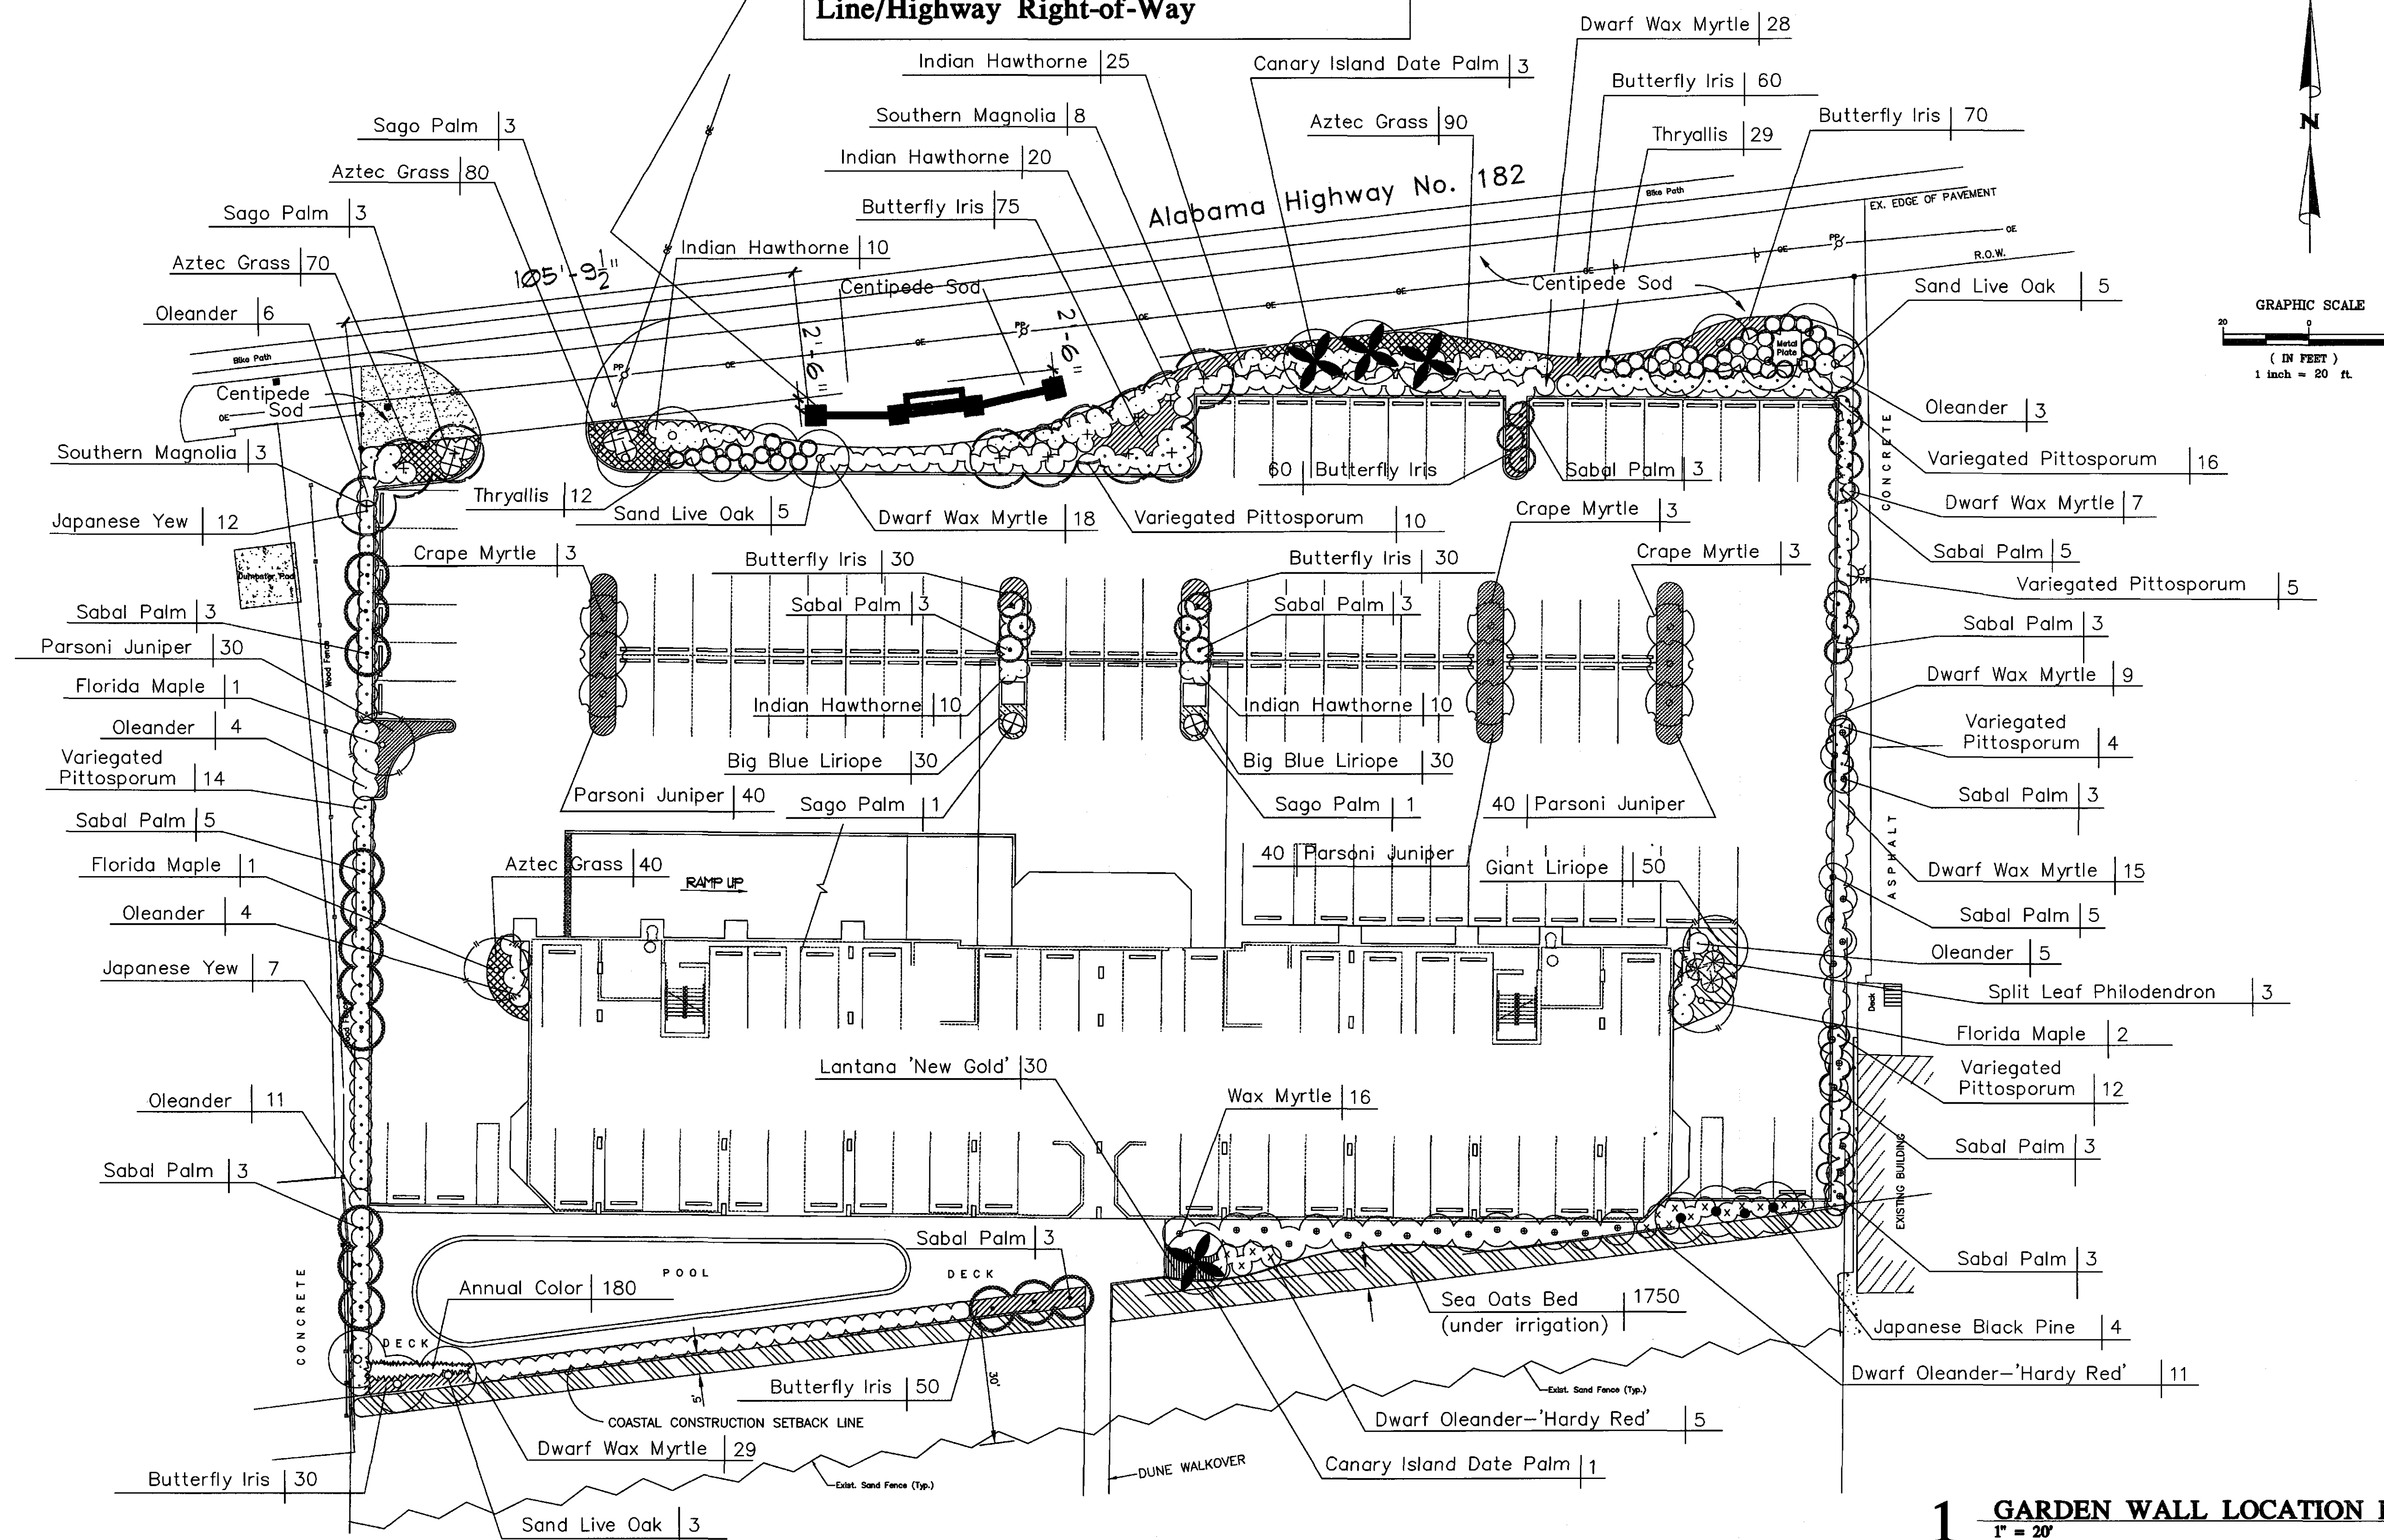 Line/Highway Right-of-Way
Dwarf Wax Myrtle 28
Indian Hawthorne 25
Canary Island Date Palm 3
Butterfly Iris 60
Southern Magnolia 8
Aztec Grass 90
Butterfly Iris 70
Sago Palm 3
Thryallis 29
N
Indian Hawthorne 20
Aztec Grass 80
Alabama Highway No. 182
Bike Path
EX. EDGE OF PAVEMENT
Sago Palm 3
Butterfly Iris 75
OE
PP
Indian Hawthorne 10
R.O.W.
Aztec Grass 70
105'-9 1/2"
Centipede Sod
Centipede Sod
Sand Live Oak 5
Oleander 6
2'-6"
2'-6"
GRAPHIC SCALE
20 0
( IN FEET )
1 inch = 20 ft.
Bike Path
PP
OE
Metal
Plate
Centipede
Sod
Oleander 3
CONCRETE
Southern Magnolia 3
60 Butterfly Iris
Sabal Palm 3
Variegated Pittosporum 16
Thryallis 12
Sand Live Oak 5
Dwarf Wax Myrtle 18
Variegated Pittosporum 10
Crape Myrtle 3
Dwarf Wax Myrtle 7
Japanese Yew 12
Crape Myrtle 3
Butterfly Iris 30
Butterfly Iris 30
Crape Myrtle 3
Sabal Palm 5
Dumpster Pad
PP
Variegated Pittosporum 5
Sabal Palm 3
Sabal Palm 3
Sabal Palm 3
Sabal Palm 3
Parsoni Juniper 30
Wood Fence
Florida Maple 1
Dwarf Wax Myrtle 9
Indian Hawthorne 10
Indian Hawthorne 10
Oleander 4
Variegated
Pittosporum 4
Variegated
Pittosporum 14
Big Blue Liriope 30
Big Blue Liriope 30
Parsoni Juniper 40
Sago Palm 1
Sago Palm 1
40 Parsoni Juniper
Sabal Palm 3
Sabal Palm 5
ASPHALT
Florida Maple 1
Aztec Grass 40
RAMP UP
40 Parsoni Juniper
Giant Liriope 50
Dwarf Wax Myrtle 15
Oleander 4
Sabal Palm 5
Japanese Yew 7
Oleander 5
Split Leaf Philodendron 3
Deck
Florida Maple 2
Lantana 'New Gold' 30
Wax Myrtle 16
Variegated
Pittosporum 12
Oleander 11
Sabal Palm 3
Sabal Palm 3
EXISTING BUILDING
Sabal Palm 3
Sabal Palm 3
POOL
DECK
Annual Color 180
CONCRETE
DECK
Sea Oats Bed 1750
(under irrigation)
Japanese Black Pine 4
Butterfly Iris 50
5'
30'
Exist. Sand Fence (Typ.)
Dwarf Oleander-'Hardy Red' 11
COASTAL CONSTRUCTION SETBACK LINE
Dwarf Oleander-'Hardy Red' 5
Dwarf Wax Myrtle 29
DUNE WALKOVER
Canary Island Date Palm 1
Butterfly Iris 30
Exist. Sand Fence (Typ.)
Sand Live Oak 3
1 GARDEN WALL LOCATION
1" = 20'